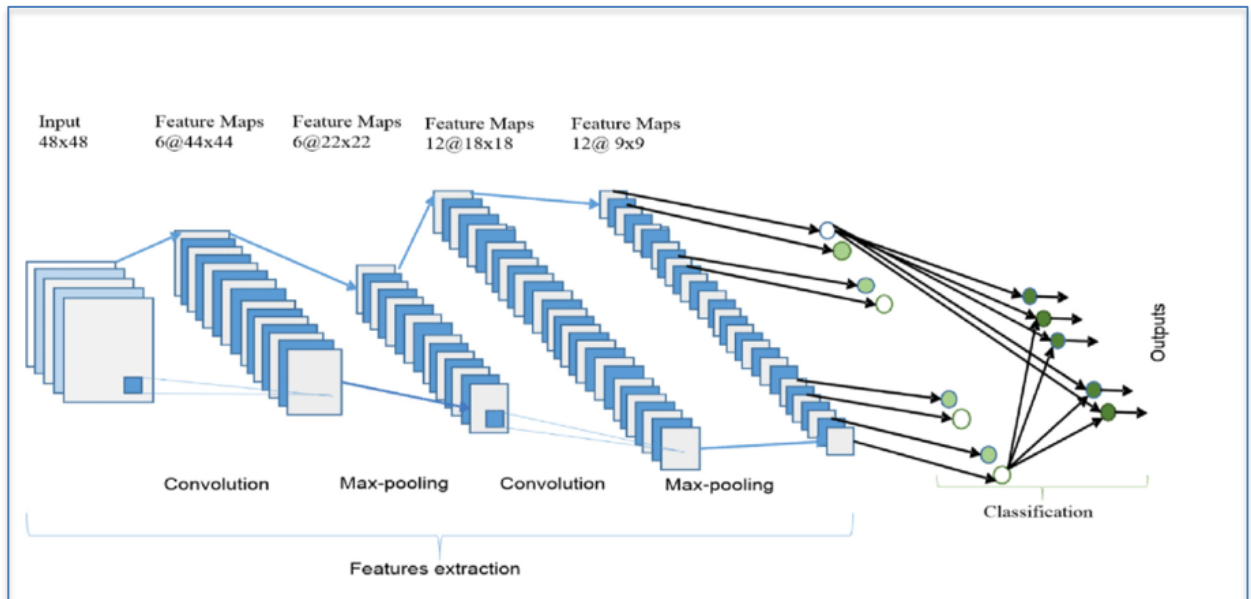 Input
48x48
Feature Maps
6@44x44
Feature Maps
6@22x22
Feature Maps
12@18x18
Feature Maps
12@ 9x9
Outputs
Convolution
Max-pooling
Convolution
Max-pooling
Classification
Features extraction